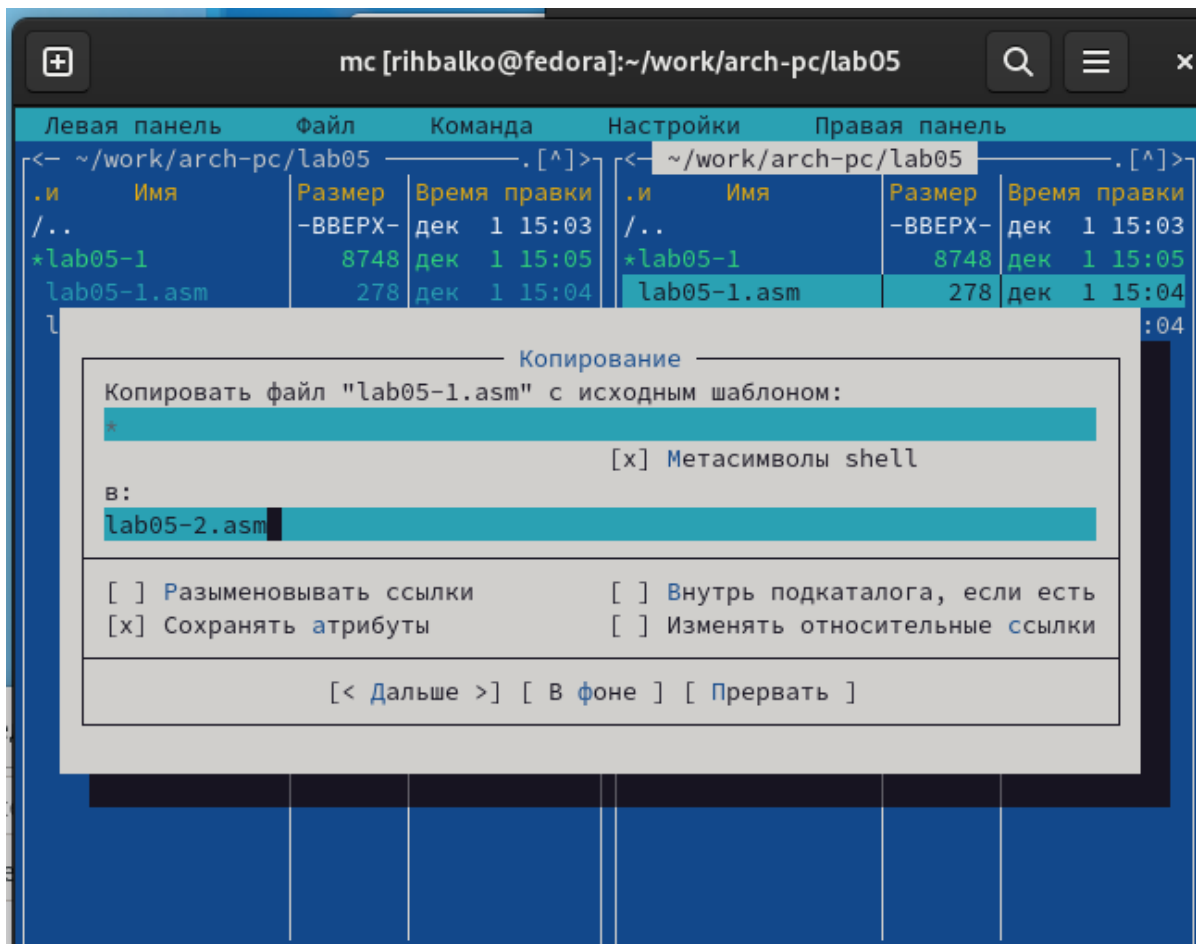 mc [rihbalko@fedora]:~/work/arch-pc/lab05
Левая панель Файл Команда Настройки Правая панель
<— ~/work/arch-pc/lab05 .[^]> <— ~/work/arch-pc/lab05 .[^]>
.и Имя Размер Время правки .и Имя Размер Время правки
/.. -ВВЕРХ- дек 1 15:03 /.. -ВВЕРХ- дек 1 15:03
*lab05-1 8748 дек 1 15:05 *lab05-1 8748 дек 1 15:05
lab05-1.asm 278 дек 1 15:04 lab05-1.asm 278 дек 1 15:04
l :04
Копирование
Копировать файл "lab05-1.asm" с исходным шаблоном:
*
[x] Метасимволы shell
в:
lab05-2.asm
[ ] Разыменовывать ссылки [ ] Внутрь подкаталога, если есть
[x] Сохранять атрибуты [ ] Изменять относительные ссылки
[< Дальше >] [ В фоне ] [ Прервать ]